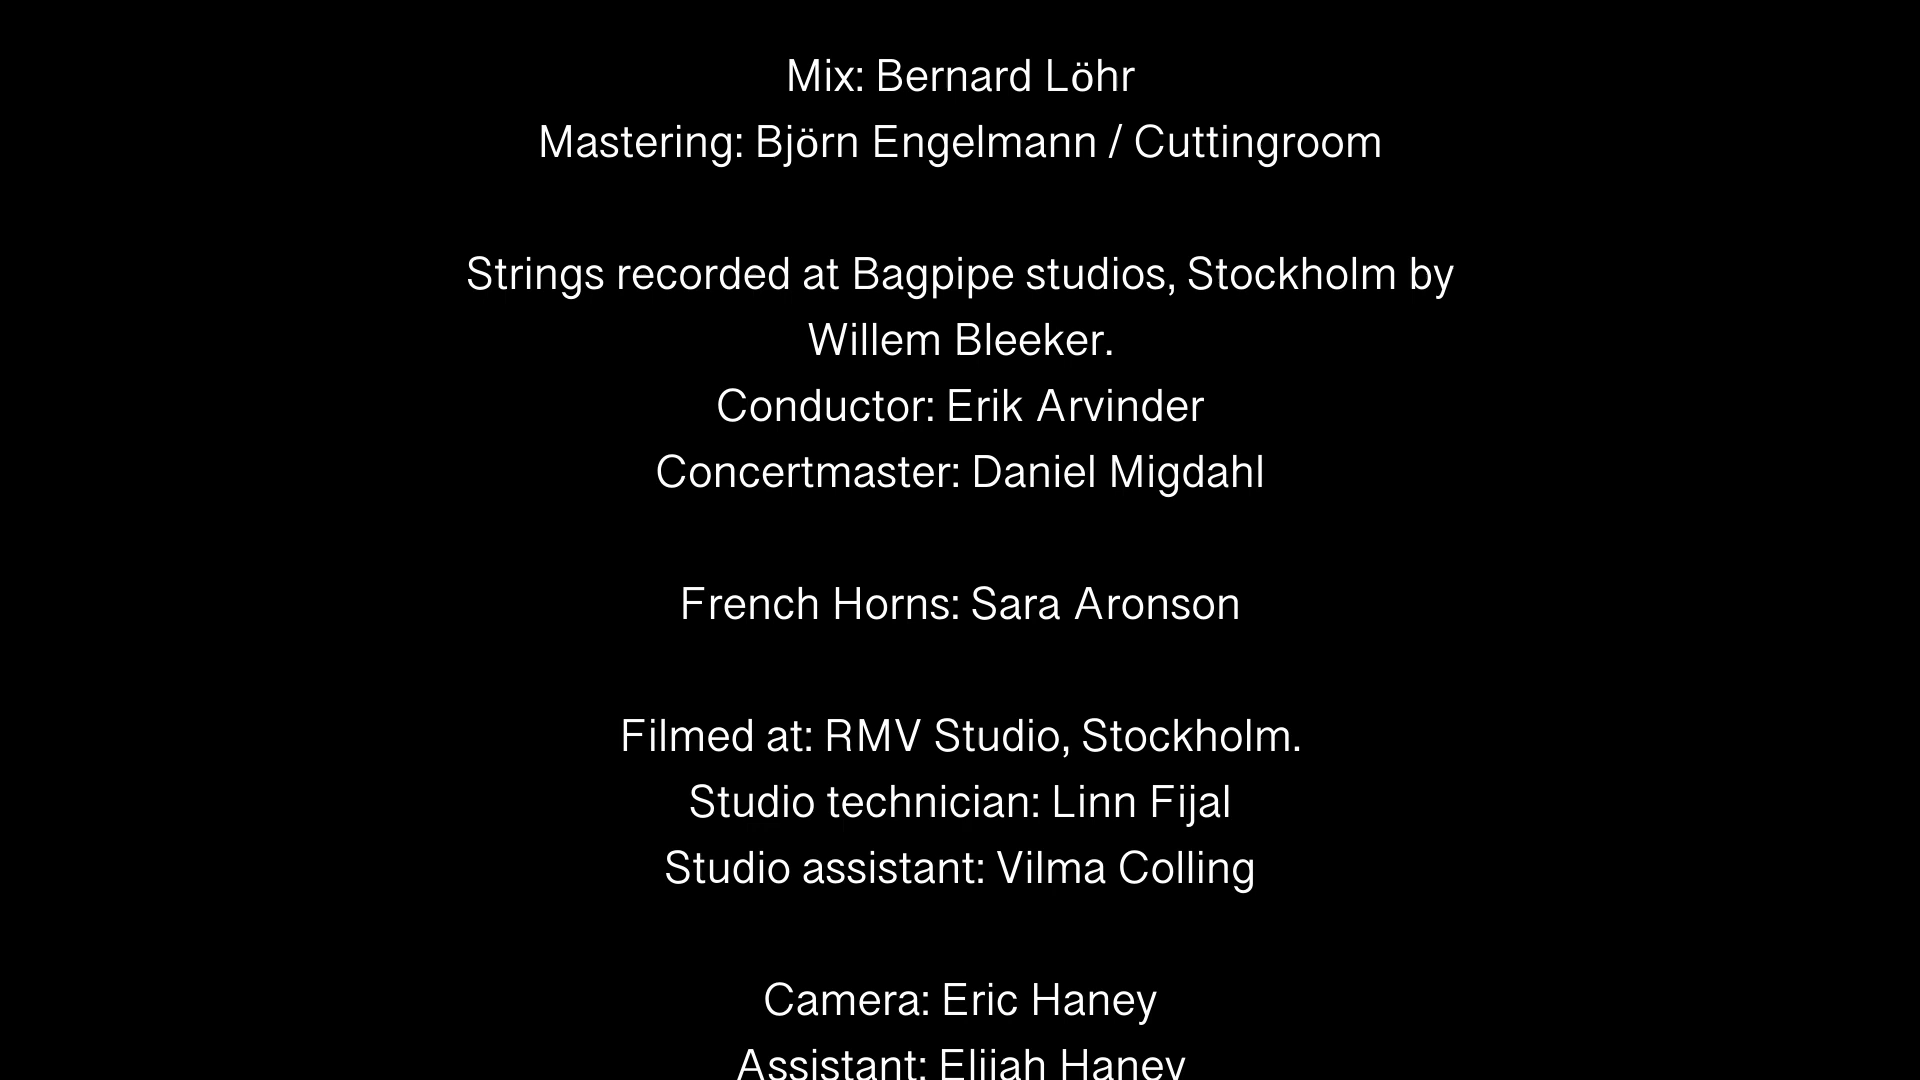 Mix: Bernard Löhr
Mastering: Björn Engelmann / Cuttingroom
Strings recorded at Bagpipe studios, Stockholm by
Willem Bleeker.
Conductor: Erik Arvinder
Concertmaster: Daniel Migdahl
French Horns: Sara Aronson
Filmed at: RMV Studio, Stockholm.
Studio technician: Linn Fijal
Studio assistant: Vilma Colling
Camera: Eric Haney
Assistant: Elijah Haney